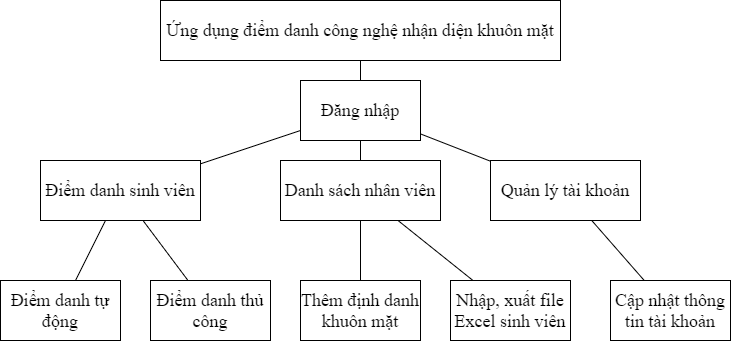 Ứng dụng điểm danh công nghệ nhận diện khuôn mặt
Đăng nhập
Điểm danh sinh viên
Danh sách nhân viên
Quản lý tài khoản
Điểm danh tự
động
Điểm danh thủ
công
Thêm định danh
khuôn mặt
Nhập, xuất file
Excel sinh viên
Cập nhật thông
tin tài khoản